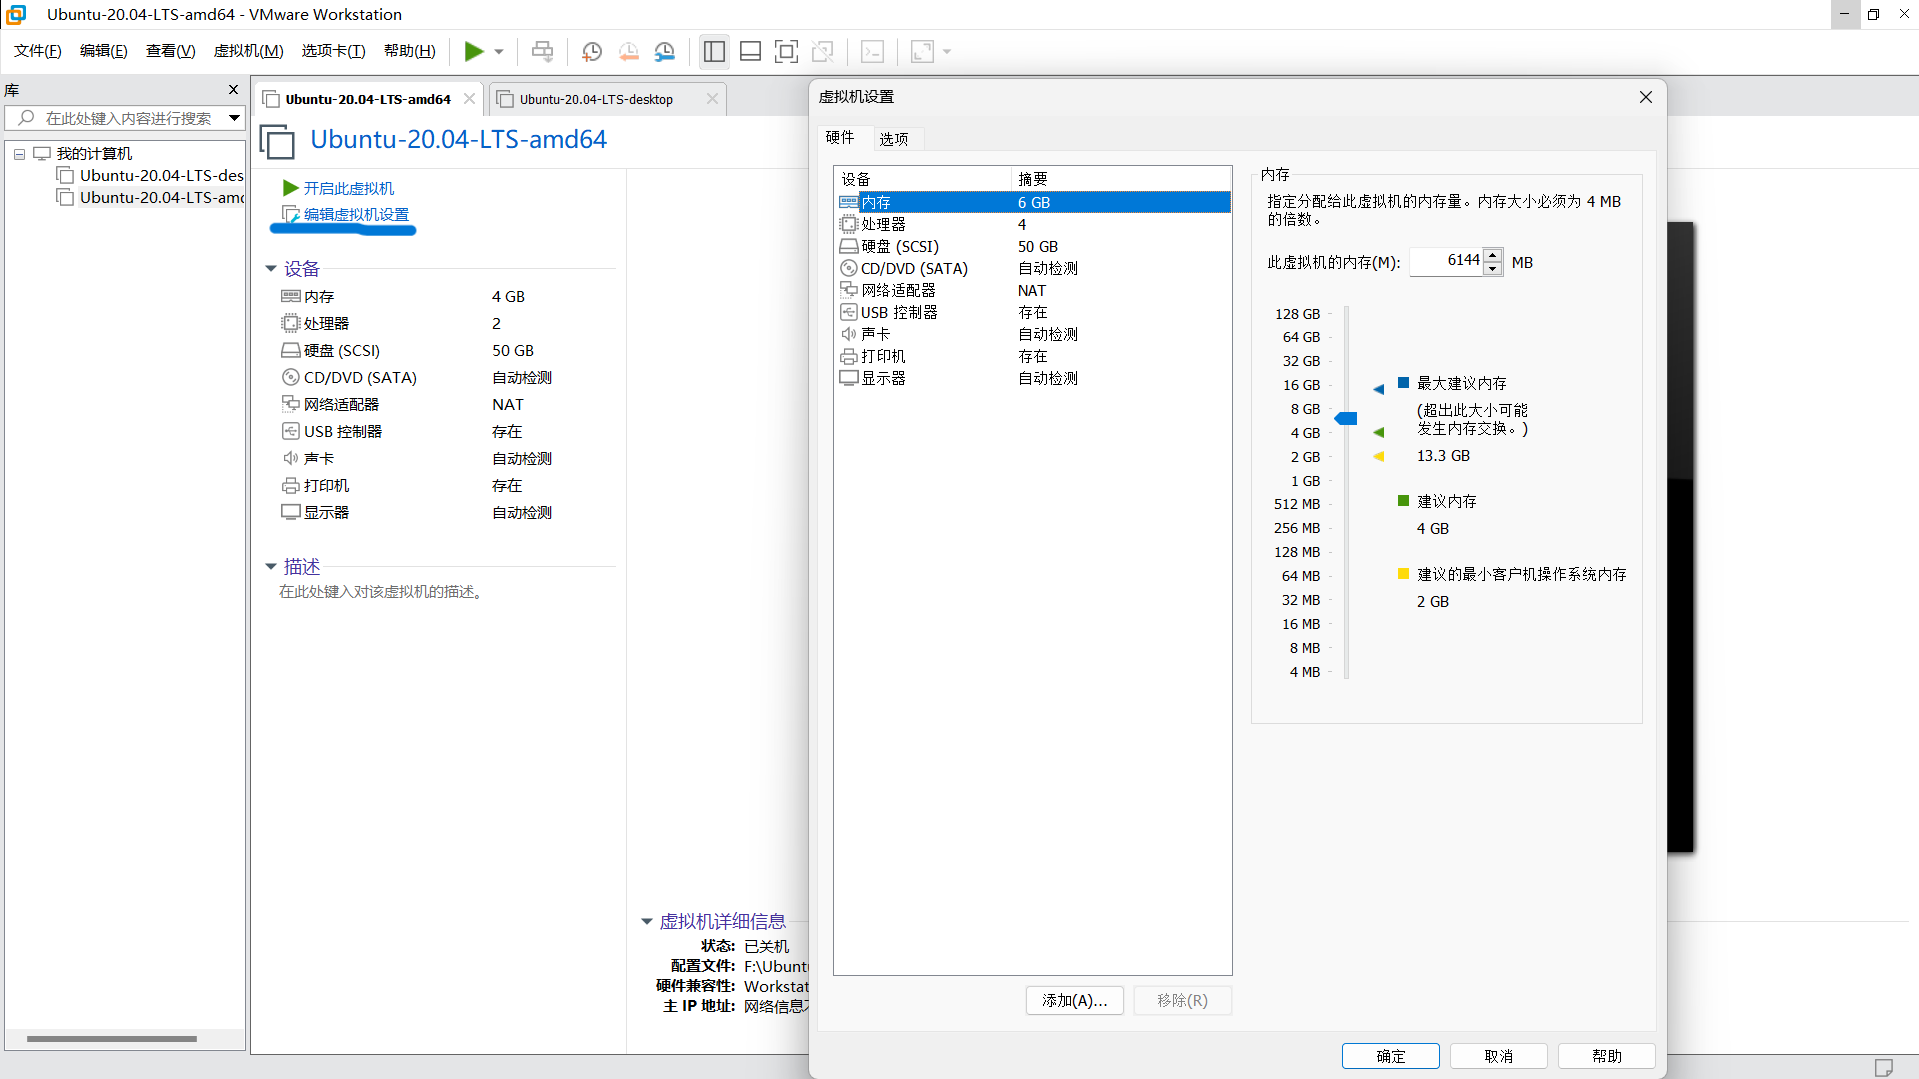 Ubuntu-20.04-LTS-amd64 - VMware Workstation
文件(F) 编辑(E) 查看(V) 虚拟机(M) 选项卡(T) 帮助(H)
库
在此处键入内容进行搜索
我的计算机
Ubuntu-20.04-LTS-des
Ubuntu-20.04-LTS-amd
Ubuntu-20.04-LTS-amd64
Ubuntu-20.04-LTS-desktop
Ubuntu-20.04-LTS-amd64
开启此虚拟机
编辑虚拟机设置
设备
内存 4 GB
处理器 2
硬盘 (SCSI) 50 GB
CD/DVD (SATA) 自动检测
网络适配器 NAT
USB 控制器 存在
声卡 自动检测
打印机 存在
显示器 自动检测
描述
在此处键入对该虚拟机的描述。
虚拟机详细信息
状态: 已关机
配置文件: F:\Ubunt
硬件兼容性: Workstat
主 IP 地址: 网络信息
虚拟机设置
硬件 选项
设备 摘要
内存 6 GB
处理器 4
硬盘 (SCSI) 50 GB
CD/DVD (SATA) 自动检测
网络适配器 NAT
USB 控制器 存在
声卡 自动检测
打印机 存在
显示器 自动检测
添加(A)... 移除(R)
内存
指定分配给此虚拟机的内存量。内存大小必须为 4 MB
的倍数。
此虚拟机的内存(M): 6144 MB
128 GB
64 GB
32 GB
16 GB
8 GB
4 GB
2 GB
1 GB
512 MB
256 MB
128 MB
64 MB
32 MB
16 MB
8 MB
4 MB
最大建议内存
(超出此大小可能
发生内存交换。)
13.3 GB
建议内存
4 GB
建议的最小客户机操作系统内存
2 GB
确定 取消 帮助